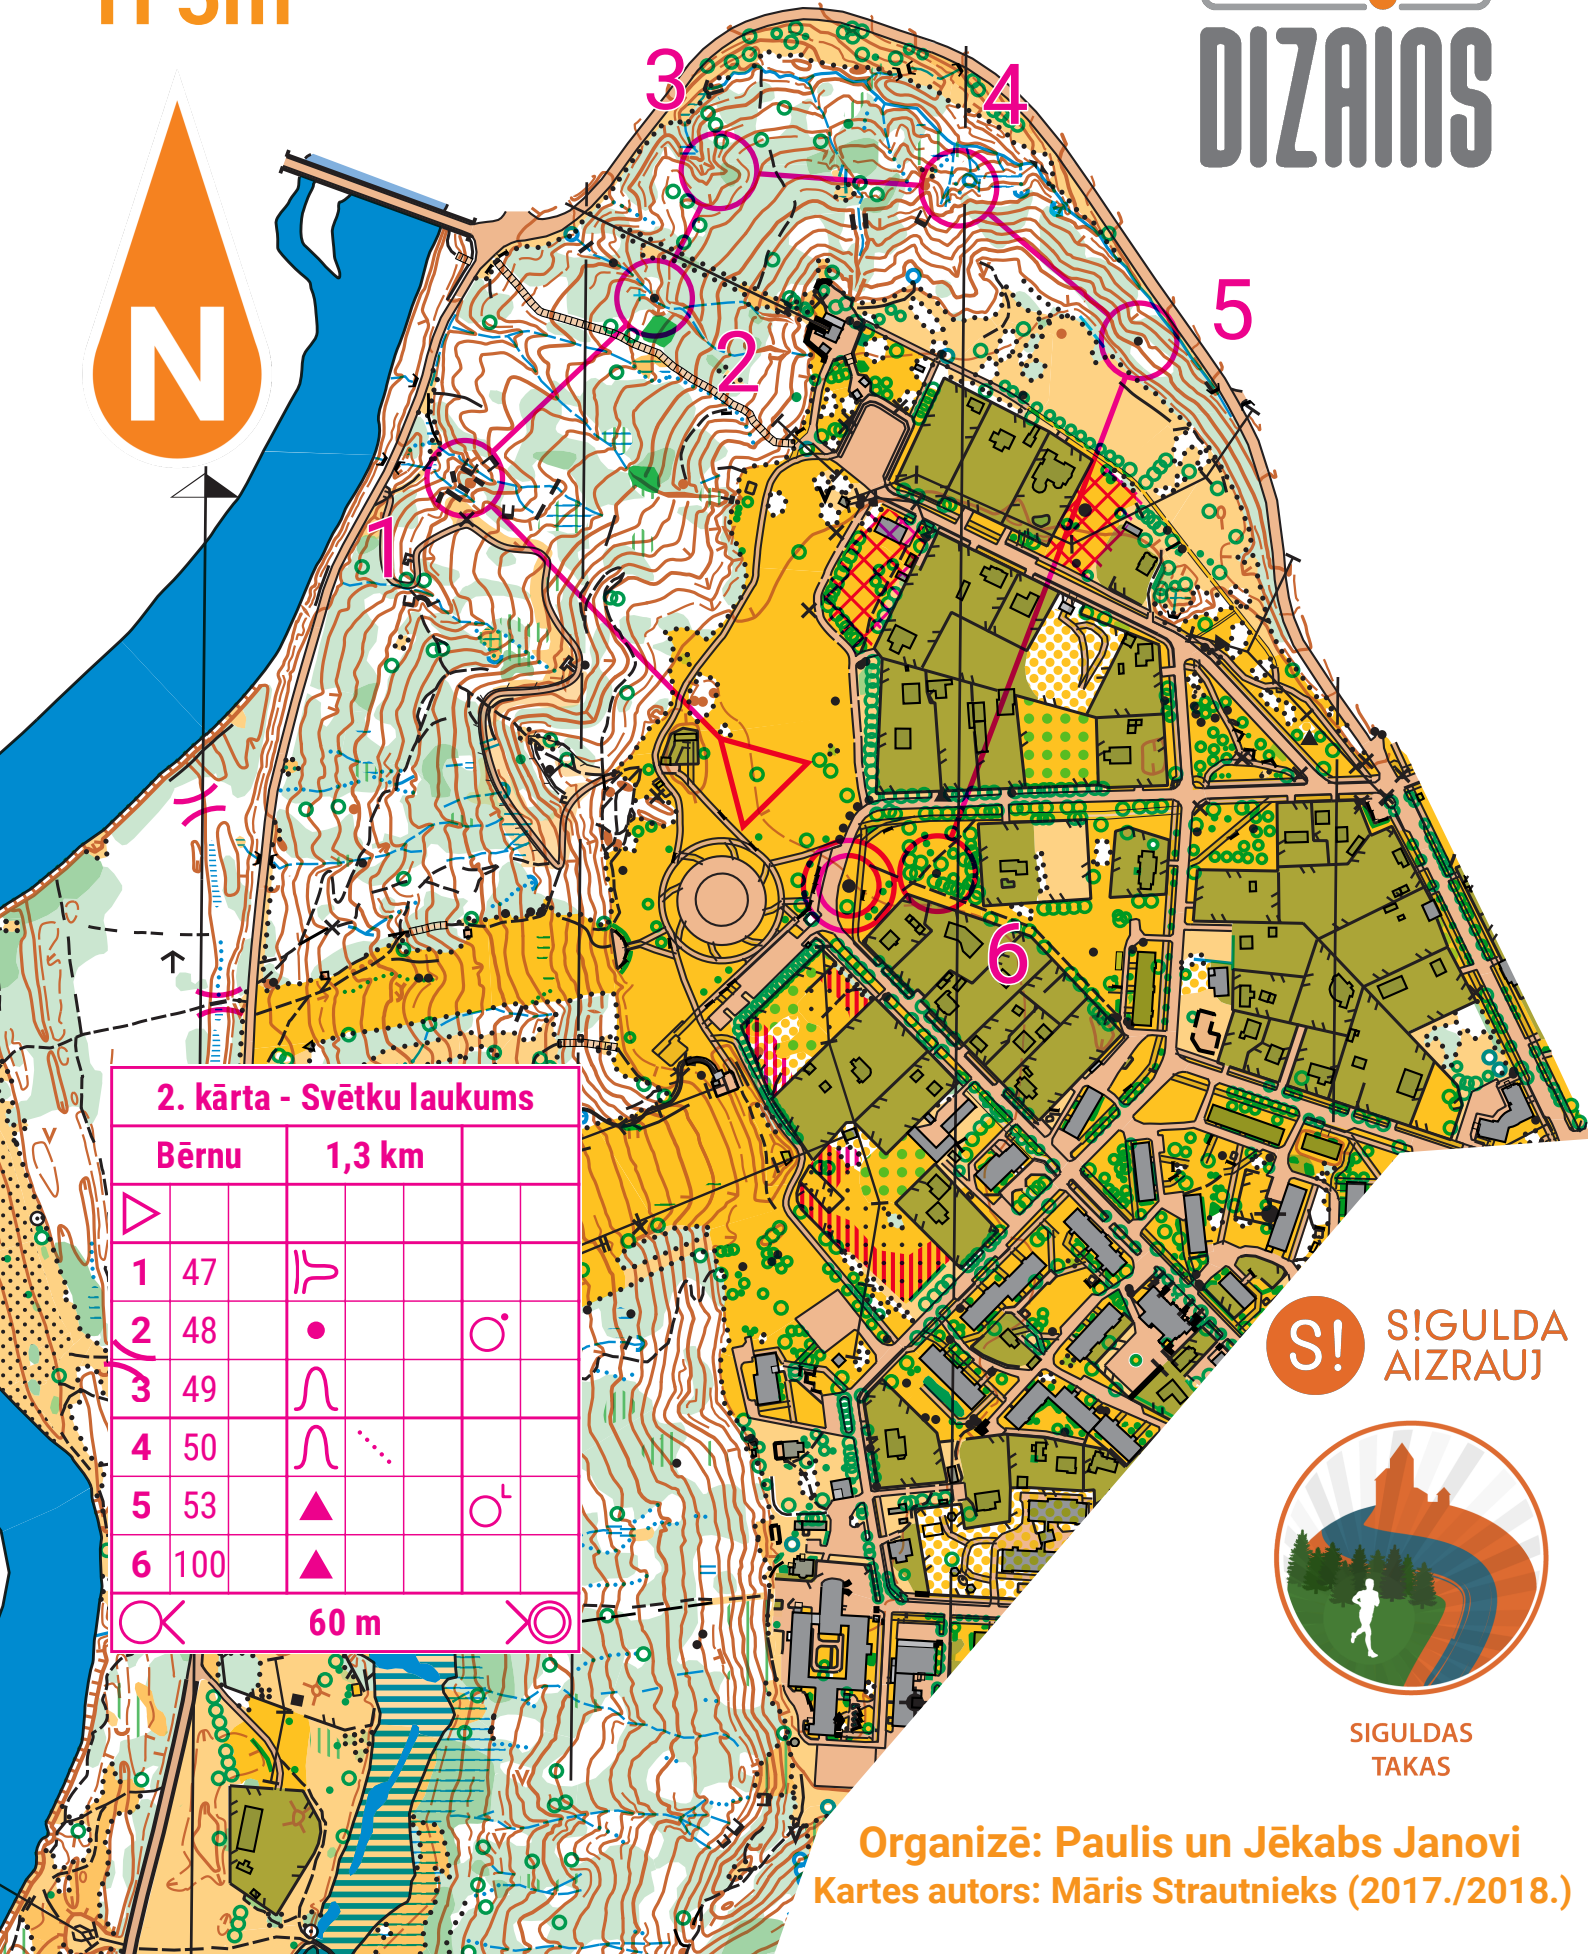 DIZAINS
3
4
N
5
2
1
6
2. kārta - Svētku laukums
Bērnu 1,3 km
1 47
2 48
3 49
4 50
5 53
6 100
60 m
S! S!GULDA
AIZRAUJ
SIGULDAS
TAKAS
Organizē: Paulis un Jēkabs Janovi
Kartes autors: Māris Strautnieks (2017./2018.)